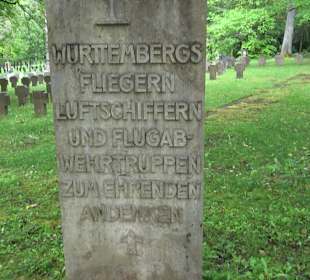 WÜRTTEMBERGS
FLIEGERN
LUFTSCHIFFERN
UND FLUGAB-
WEHRTRUPPEN
ZUM EHRENDEN
ANDENKEN